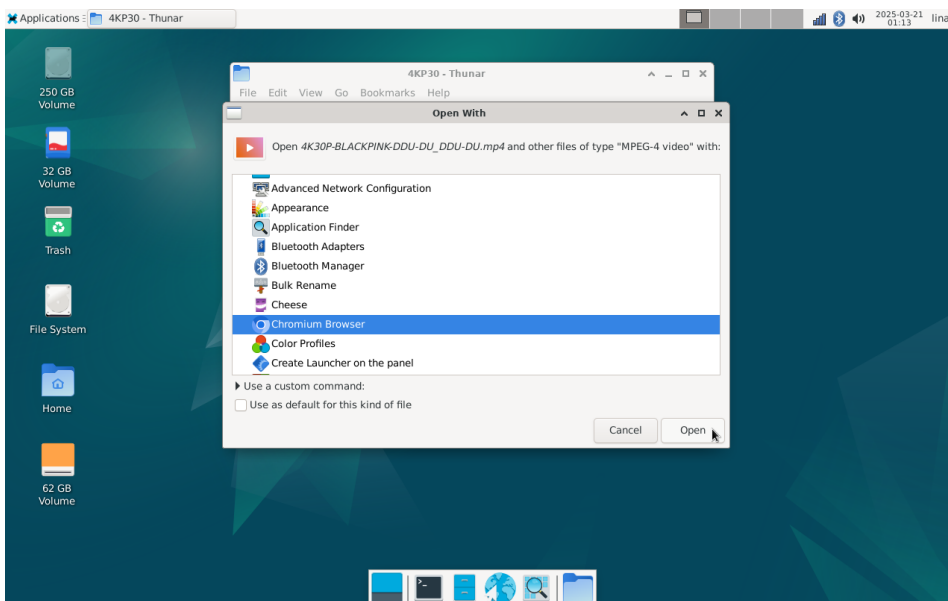 Applications
4KP30 - Thunar
2025-03-21
01:13
lina
250 GB
Volume
32 GB
Volume
Trash
File System
Home
62 GB
Volume
4KP30 - Thunar
File Edit View Go Bookmarks Help
Open With
Open 4K30P-BLACKPINK-DDU-DU_DDU-DU.mp4 and other files of type "MPEG-4 video" with:
Advanced Network Configuration
Appearance
Application Finder
Bluetooth Adapters
Bluetooth Manager
Bulk Rename
Cheese
Chromium Browser
Color Profiles
Create Launcher on the panel
Use a custom command:
Use as default for this kind of file
Cancel
Open